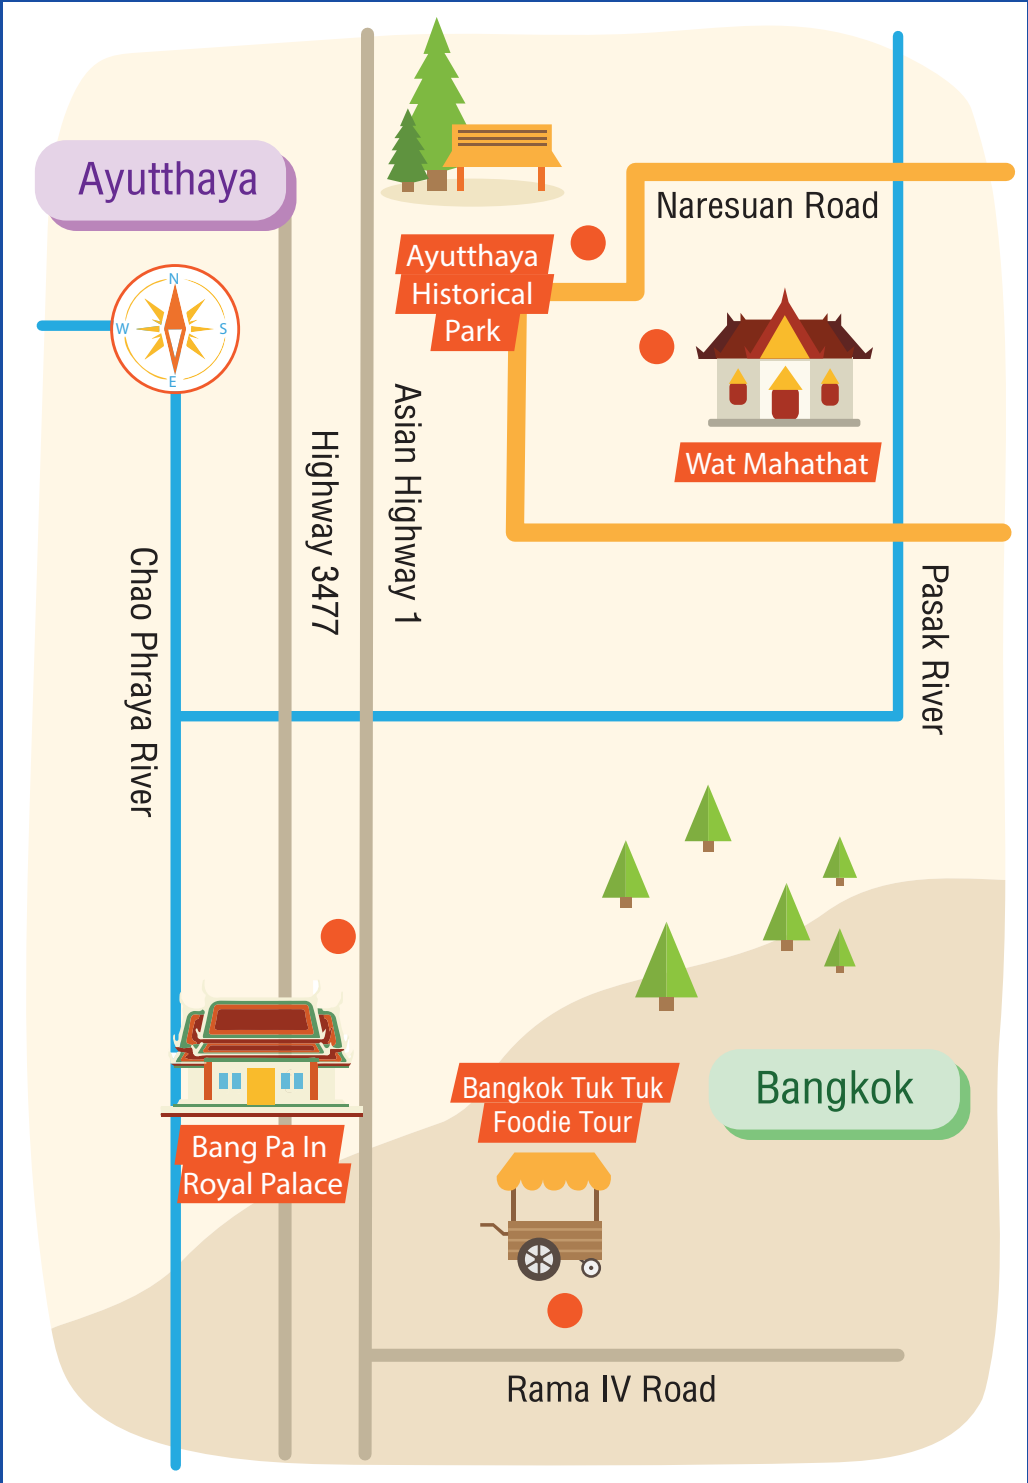 Ayutthaya
Naresuan Road
Ayutthaya
Historical
Park
N
W
S
E
Asian Highway 1
Highway 3477
Wat Mahathat
Chao Phraya River
Pasak River
Bangkok Tuk Tuk
Foodie Tour
Bangkok
Bang Pa In
Royal Palace
Rama IV Road